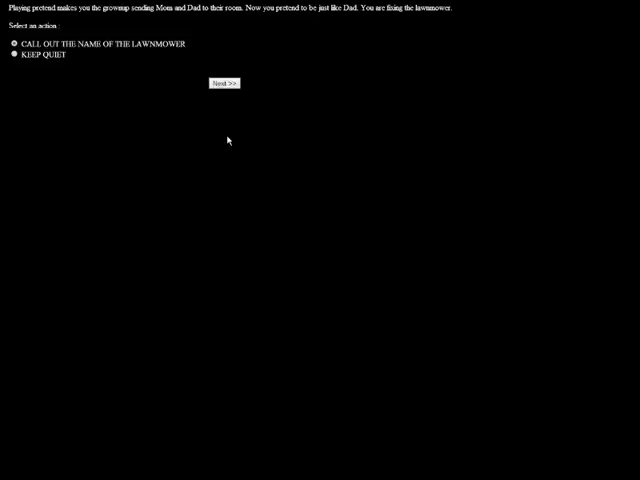 Playing pretend makes you the grownup sending Mom and Dad to their room. Now you pretend to be just like Dad. You are fixing the lawnmower.
Select an action :
CALL OUT THE NAME OF THE LAWNMOWER
KEEP QUIET
Next >>